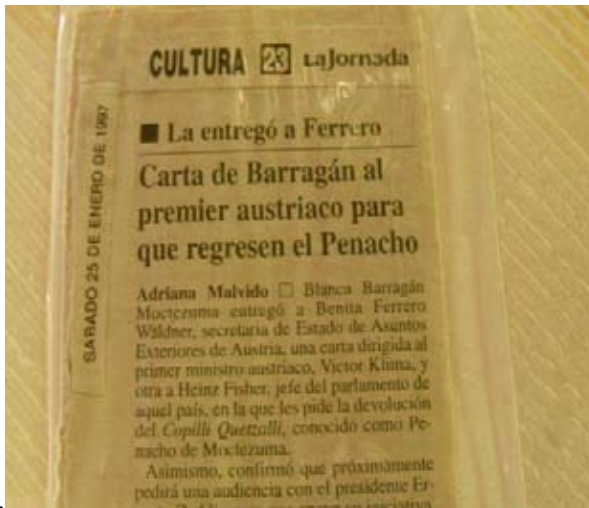 CULTURA 23 La Jornada
SABADO 25 DE ENERO DE 1997
■ La entregó a Ferrero
Carta de Barragán al
premier austriaco para
que regresen el Penacho
Adriana Malvido □ Blanca Barragán
Moctezuma entregó a Benita Ferrero
Waldner, secretaria de Estado de Asuntos
Exteriores de Austria, una carta dirigida al
primer ministro austriaco, Victor Klima, y
otra a Heinz Fisher, jefe del parlamento de
aquel país, en la que les pide la devolución
del Copilli Quetzalli, conocido como Pe-
nacho de Moctezuma.
Asimismo, confirmó que próximamente
pedirá una audiencia con el presidente Er-